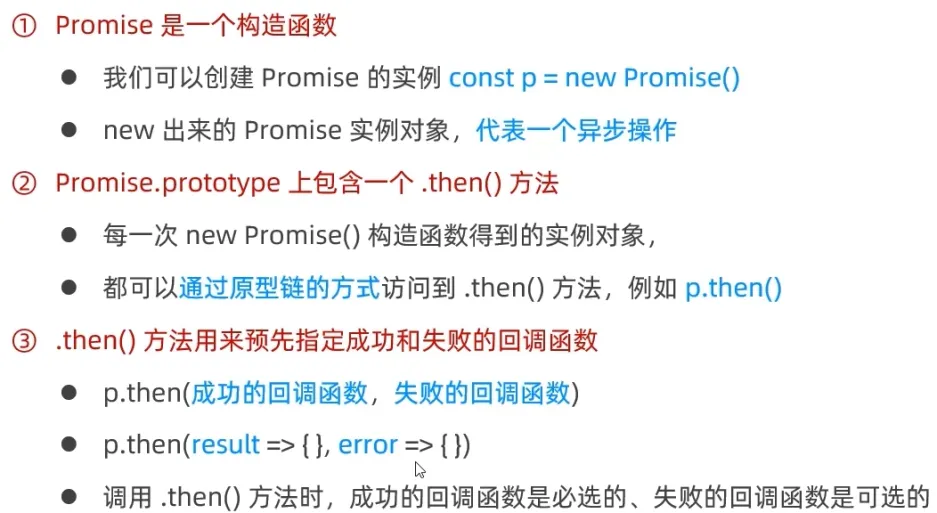 ① Promise 是一个构造函数
● 我们可以创建 Promise 的实例 const p = new Promise()
● new 出来的 Promise 实例对象，代表一个异步操作
② Promise.prototype 上包含一个 .then() 方法
● 每一次 new Promise() 构造函数得到的实例对象，
● 都可以通过原型链的方式访问到 .then() 方法，例如 p.then()
③ .then() 方法用来预先指定成功和失败的回调函数
● p.then(成功的回调函数，失败的回调函数)
● p.then(result => { }, error => { })
● 调用 .then() 方法时，成功的回调函数是必选的、失败的回调函数是可选的